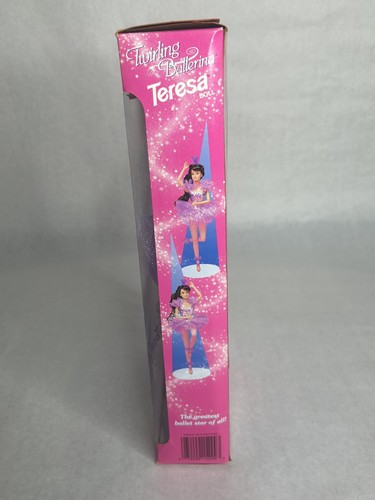 Twirling
Ballerina
Teresa
DOLL
The greatest
ballet star of all!